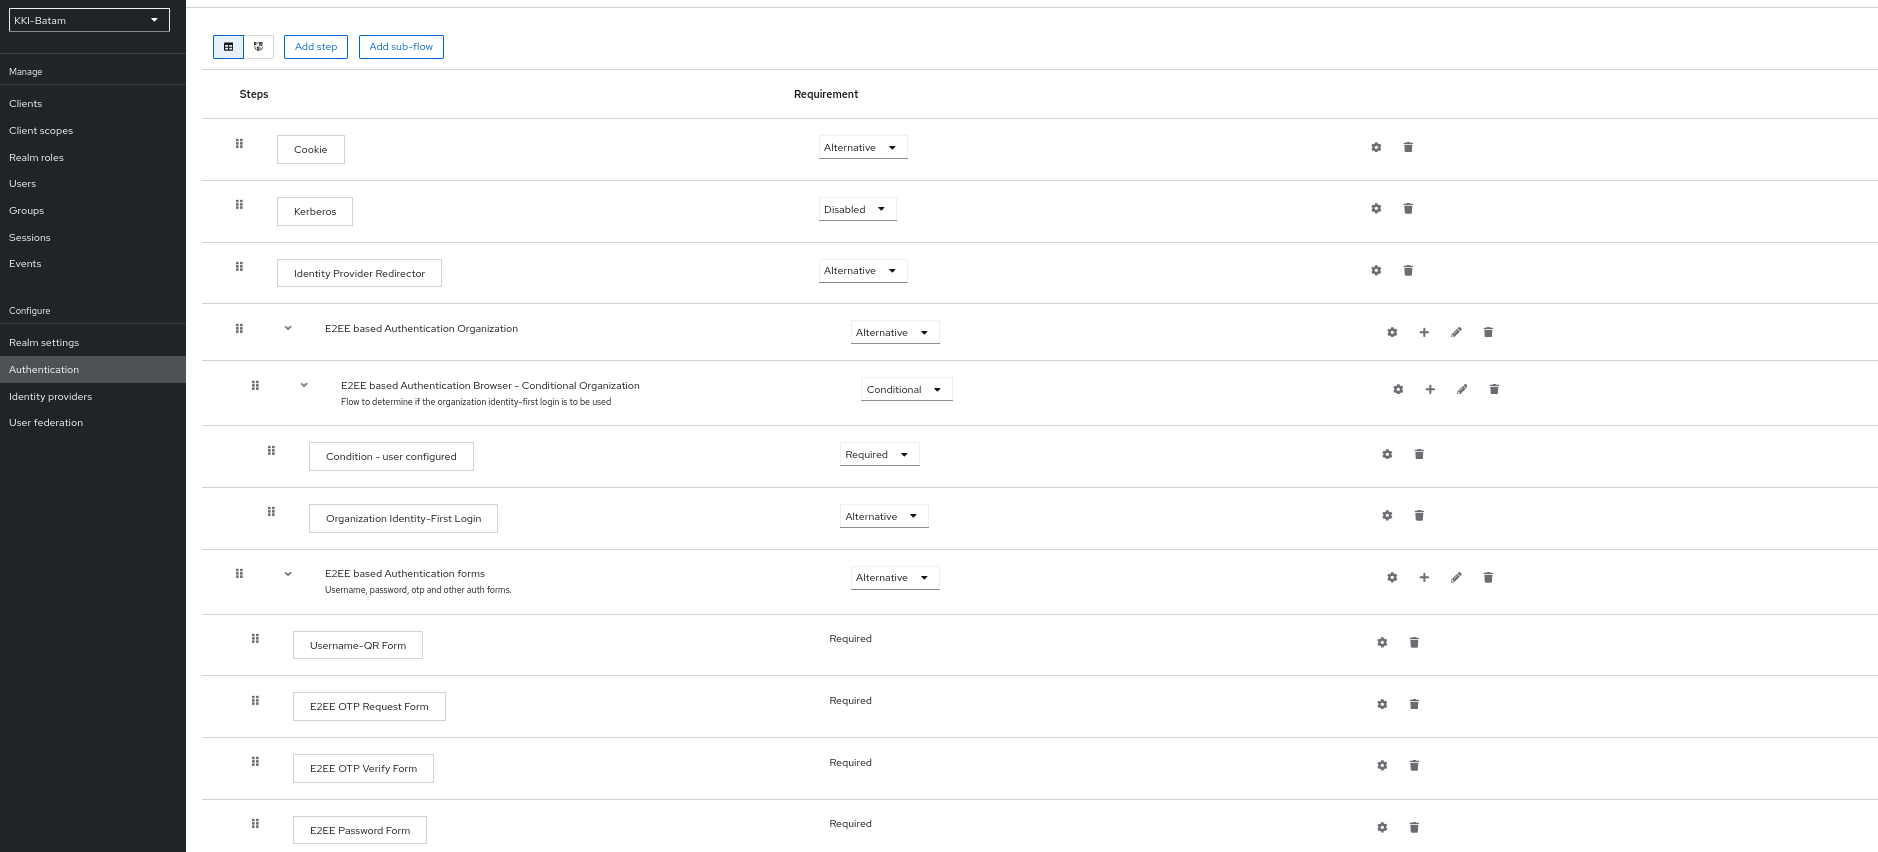 KKI-Batam
Manage
Clients
Client scopes
Realm roles
Users
Groups
Sessions
Events
Configure
Realm settings
Authentication
Identity providers
User federation
Add step
Add sub-flow
Steps
Requirement
Cookie
Alternative
Kerberos
Disabled
Identity Provider Redirector
Alternative
E2EE based Authentication Organization
Alternative
E2EE based Authentication Browser - Conditional Organization
Flow to determine if the organization identity-first login is to be used
Conditional
Condition - user configured
Required
Organization Identity-First Login
Alternative
E2EE based Authentication forms
Username, password, otp and other auth forms.
Alternative
Username-QR Form
Required
E2EE OTP Request Form
Required
E2EE OTP Verify Form
Required
E2EE Password Form
Required